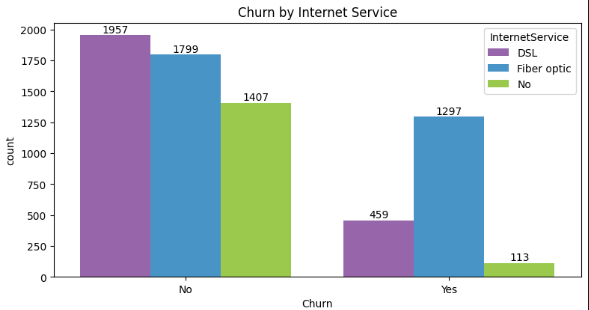 Churn by Internet Service
2000
1750
1500
1250
1000
750
500
250
0
count
1957
1799
1407
459
1297
113
InternetService
DSL
Fiber optic
No
No
Yes
Churn